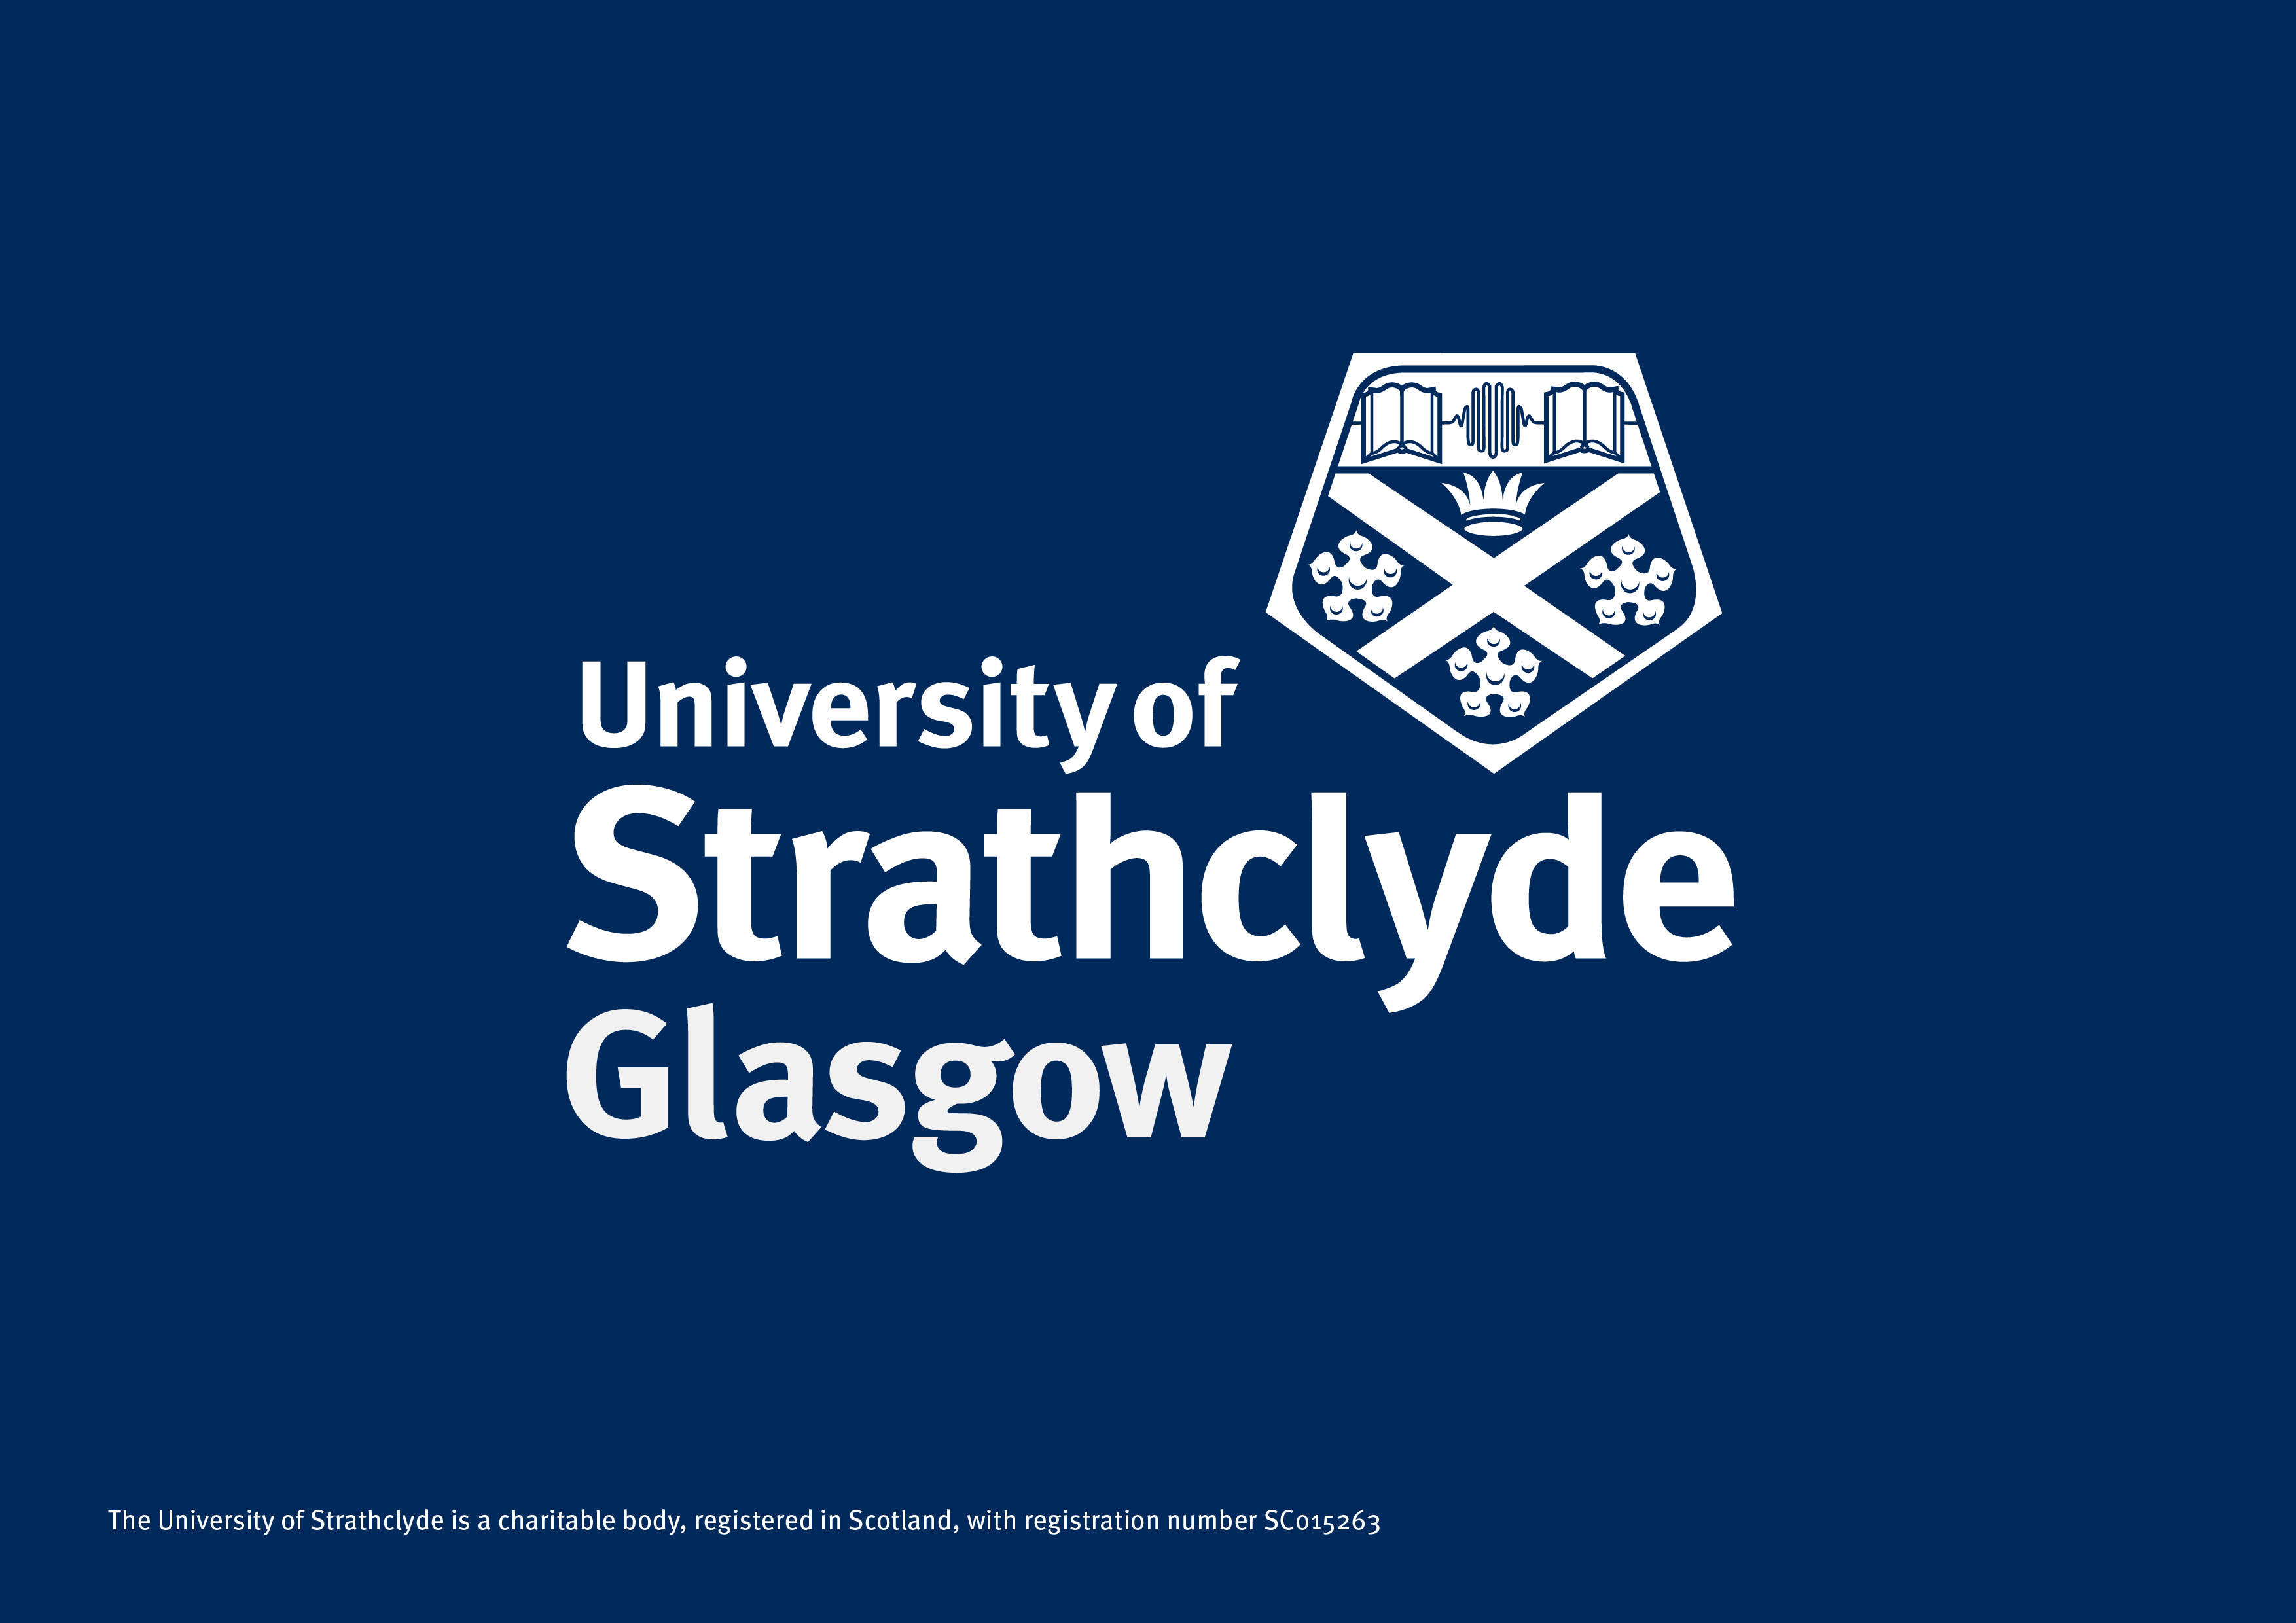 University of
Strathclyde
Glasgow
The University of Strathclyde is a charitable body, registered in Scotland, with registration number SC015263